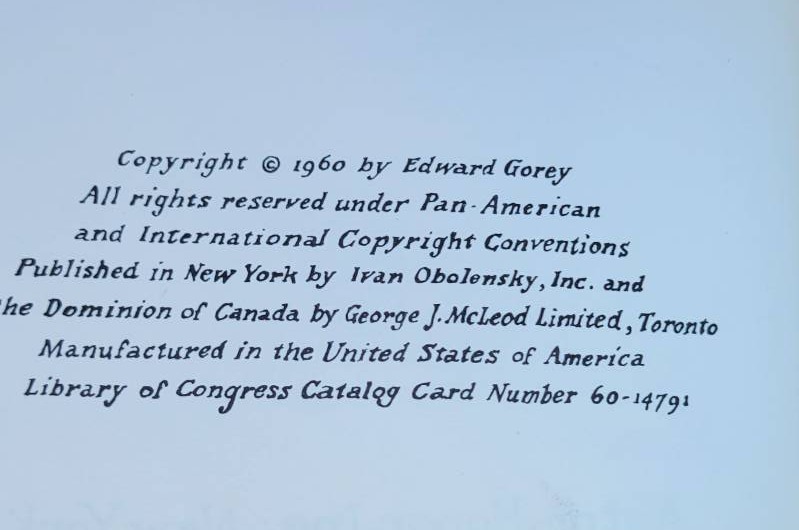 Copyright © 1960 by Edward Gorey
All rights reserved under Pan-American
and International Copyright Conventions
Published in New York by Ivan Obolensky, Inc. and
the Dominion of Canada by George J. McLeod Limited, Toronto
Manufactured in the United States of America
Library of Congress Catalog Card Number 60-14791